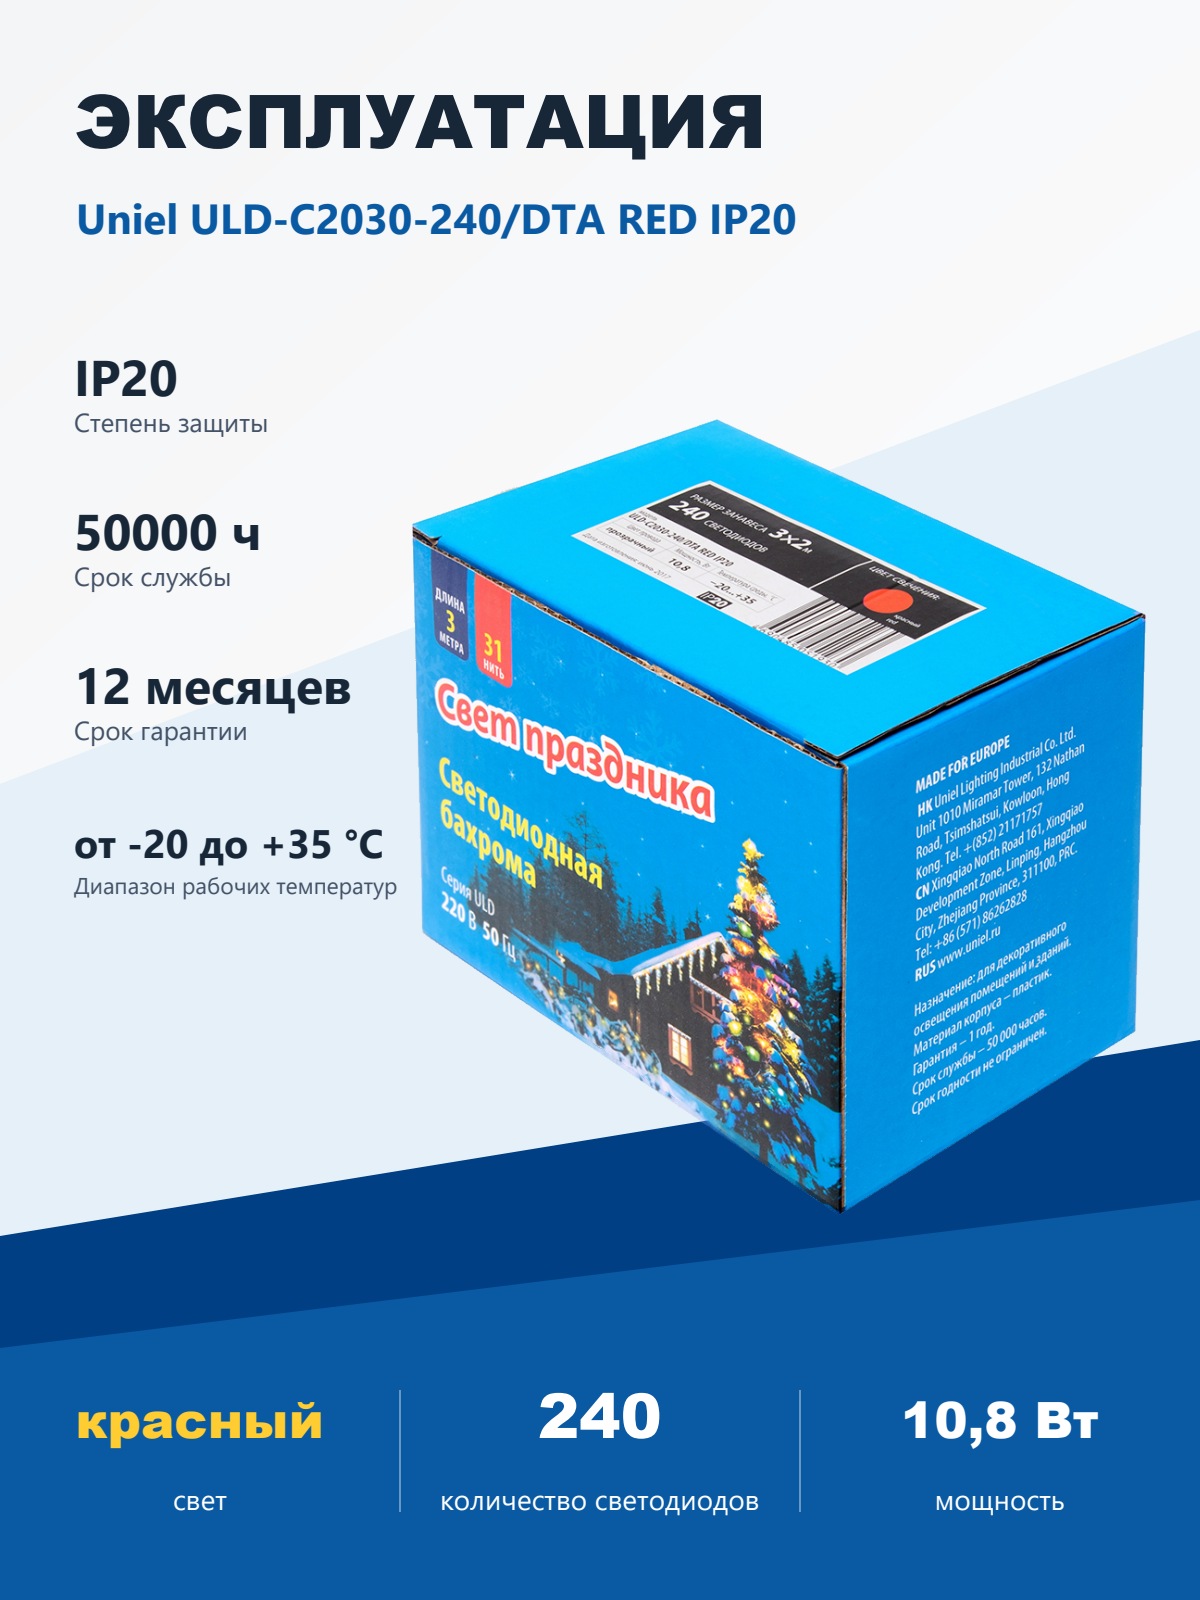 ЭКСПЛУАТАЦИЯ
Uniel ULD-C2030-240/DTA RED IP20
IP20
Степень защиты
50000 ч
Срок службы
12 месяцев
Срок гарантии
от -20 до +35 °C
Диапазон рабочих температур
РАЗМЕР ЗАНАВЕСА 3х2м
240 СВЕТОДИОДОВ
ULD-C2030-240/DTA RED IP20
прозрачный
10.8
-20...+35
IP20
ЦВЕТ СВЕЧЕНИЯ:
красный
red
ДЛИНА
3
МЕТРА
31
НИТЬ
Свет праздника
Светодиодная
бахрома
Серия ULD
220 В 50 Гц
MADE FOR EUROPE
HK Uniel Lighting Industrial Co. Ltd.
Unit 1010 Miramar Tower, 132 Nathan
Road, Tsimshatsui, Kowloon, Hong
Kong. Tel. +(852) 21171757
CN Xingqiao North Road 161, Xingqiao
Development Zone, Linping, Hangzhou
City, Zhejiang Province, 311100, PRC.
Tel: +86 (571) 86262828
RUS www.uniel.ru
Назначение: для декоративного
освещения помещений и зданий.
Материал корпуса – пластик.
Гарантия – 1 год.
Срок службы – 50 000 часов.
Срок годности не ограничен.
красный
свет
240
количество светодиодов
10,8 Вт
мощность